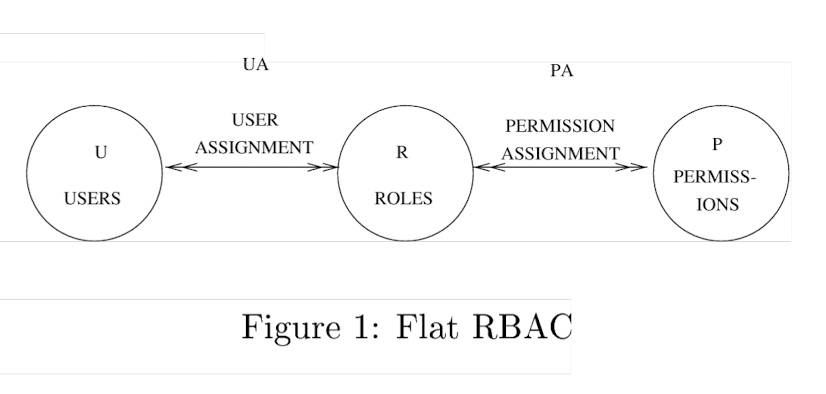 UA
PA
USER
ASSIGNMENT
PERMISSION
ASSIGNMENT
U
USERS
R
ROLES
P
PERMISS-
IONS
Figure 1: Flat RBAC